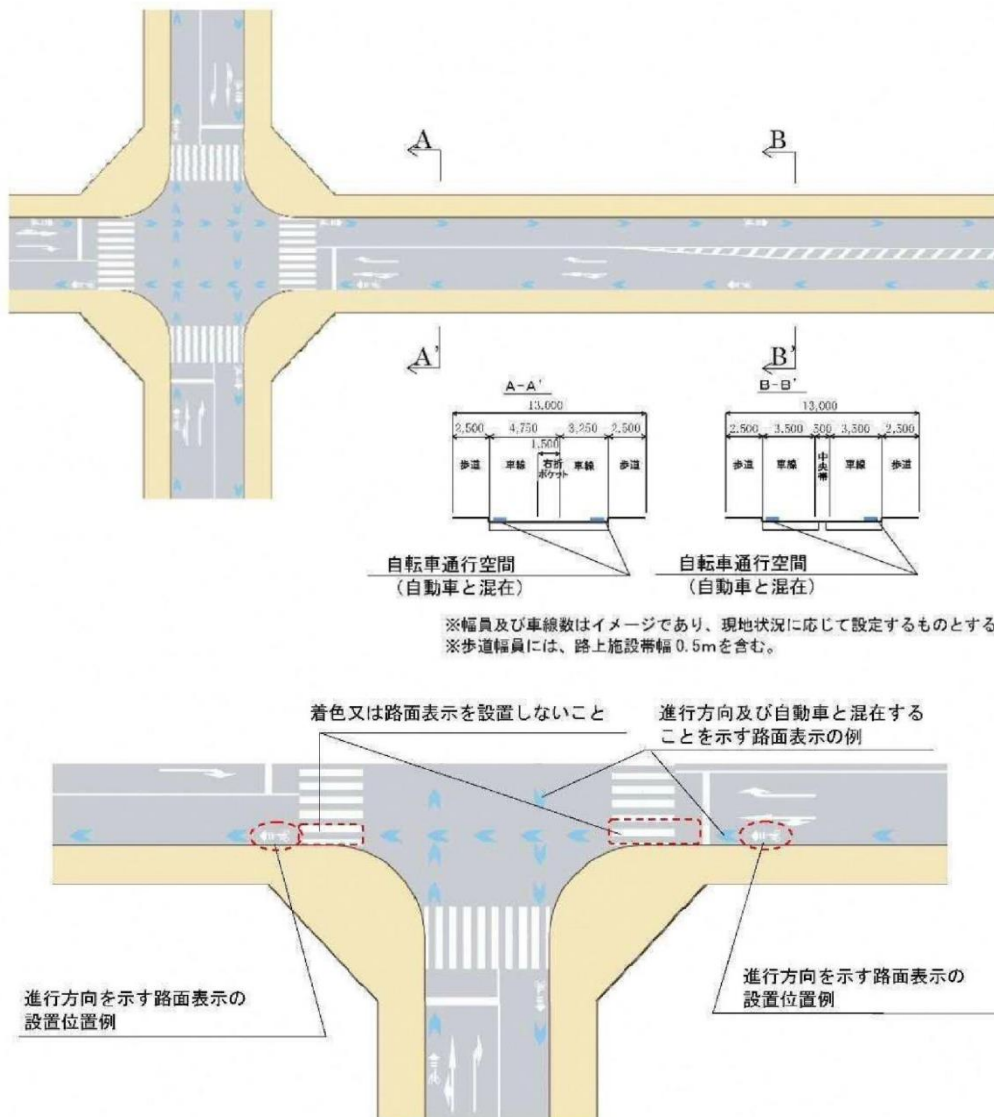 A
B
A'
B'
A-A'
13,000
2,500 4,750 3,250 2,500
1,500
歩道 車線 右折ポケット 車線 歩道
自転車通行空間
(自動車と混在)
B-B'
13,000
2,500 3,500 500 3,500 2,500
歩道 車線 中央帯 車線 歩道
自転車通行空間
(自動車と混在)
※幅員及び車線数はイメージであり、現地状況に応じて設定するものとする
※歩道幅員には、路上施設帯幅0.5mを含む。
着色又は路面表示を設置しないこと
進行方向及び自動車と混在する
ことを示す路面表示の例
進行方向を示す路面表示の
設置位置例
進行方向を示す路面表示の
設置位置例